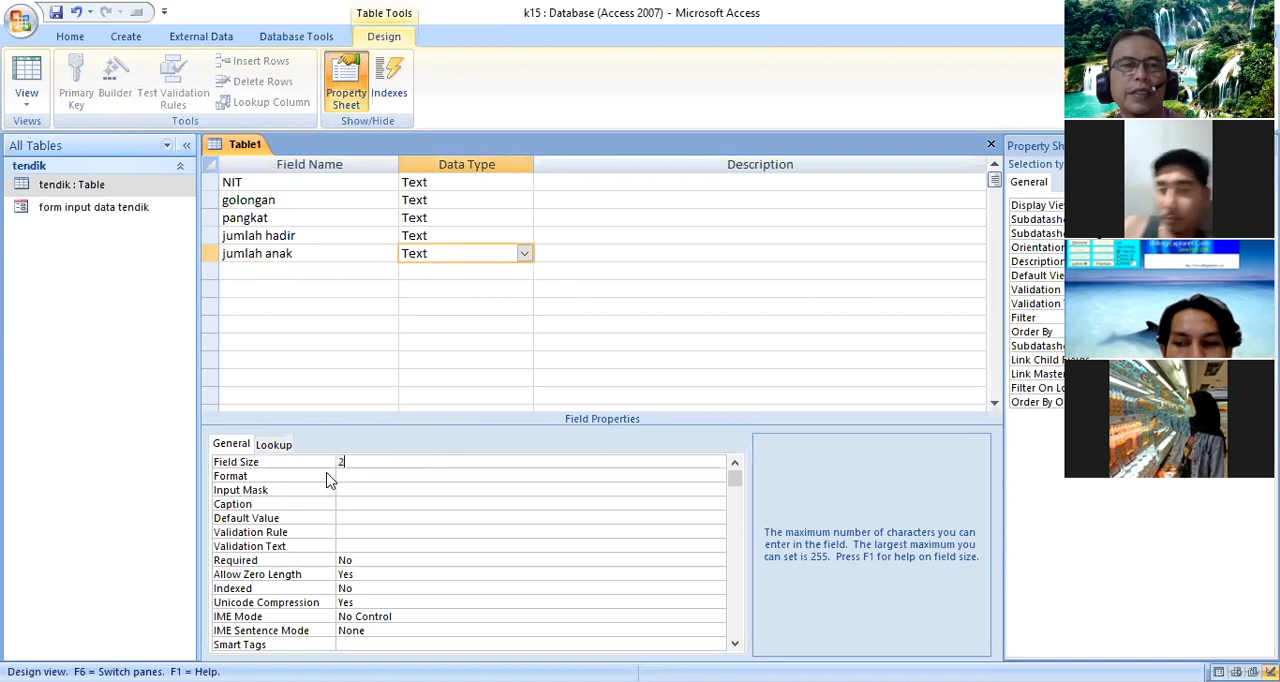 k15 : Database (Access 2007) - Microsoft Access
Table Tools
Home
Create
External Data
Database Tools
Design
View
Primary Key
Builder
Test Validation Rules
Insert Rows
Delete Rows
Lookup Column
Property Sheet
Indexes
Views
Tools
Show/Hide
All Tables
tendik
tendik : Table
form input data tendik
Table1
Field Name
Data Type
Description
NIT
Text
golongan
Text
pangkat
Text
jumlah hadir
Text
jumlah anak
Text
Field Properties
General
Lookup
Field Size
2
Format
Input Mask
Caption
Default Value
Validation Rule
Validation Text
Required
No
Allow Zero Length
Yes
Indexed
No
Unicode Compression
Yes
IME Mode
No Control
IME Sentence Mode
None
Smart Tags
The maximum number of characters you can
enter in the field. The largest maximum you
can set is 255. Press F1 for help on field size.
Property Sh
Selection ty
General
Display Vie
Subdatash
Subdatash
Orientation
Description
Default Vie
Validation
Validation
Filter
Order By
Subdatash
Link Child Fields
Link Master
Filter On Lo
Order By O
Design view. F6 = Switch panes. F1 = Help.